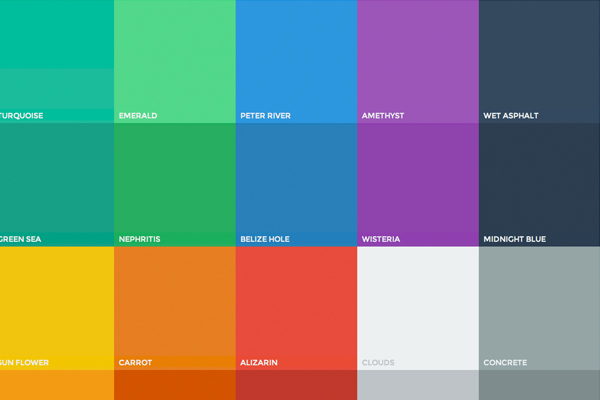 TURQUOISE
EMERALD
PETER RIVER
AMETHYST
WET ASPHALT
GREEN SEA
NEPHRITIS
BELIZE HOLE
WISTERIA
MIDNIGHT BLUE
SUN FLOWER
CARROT
ALIZARIN
CLOUDS
CONCRETE